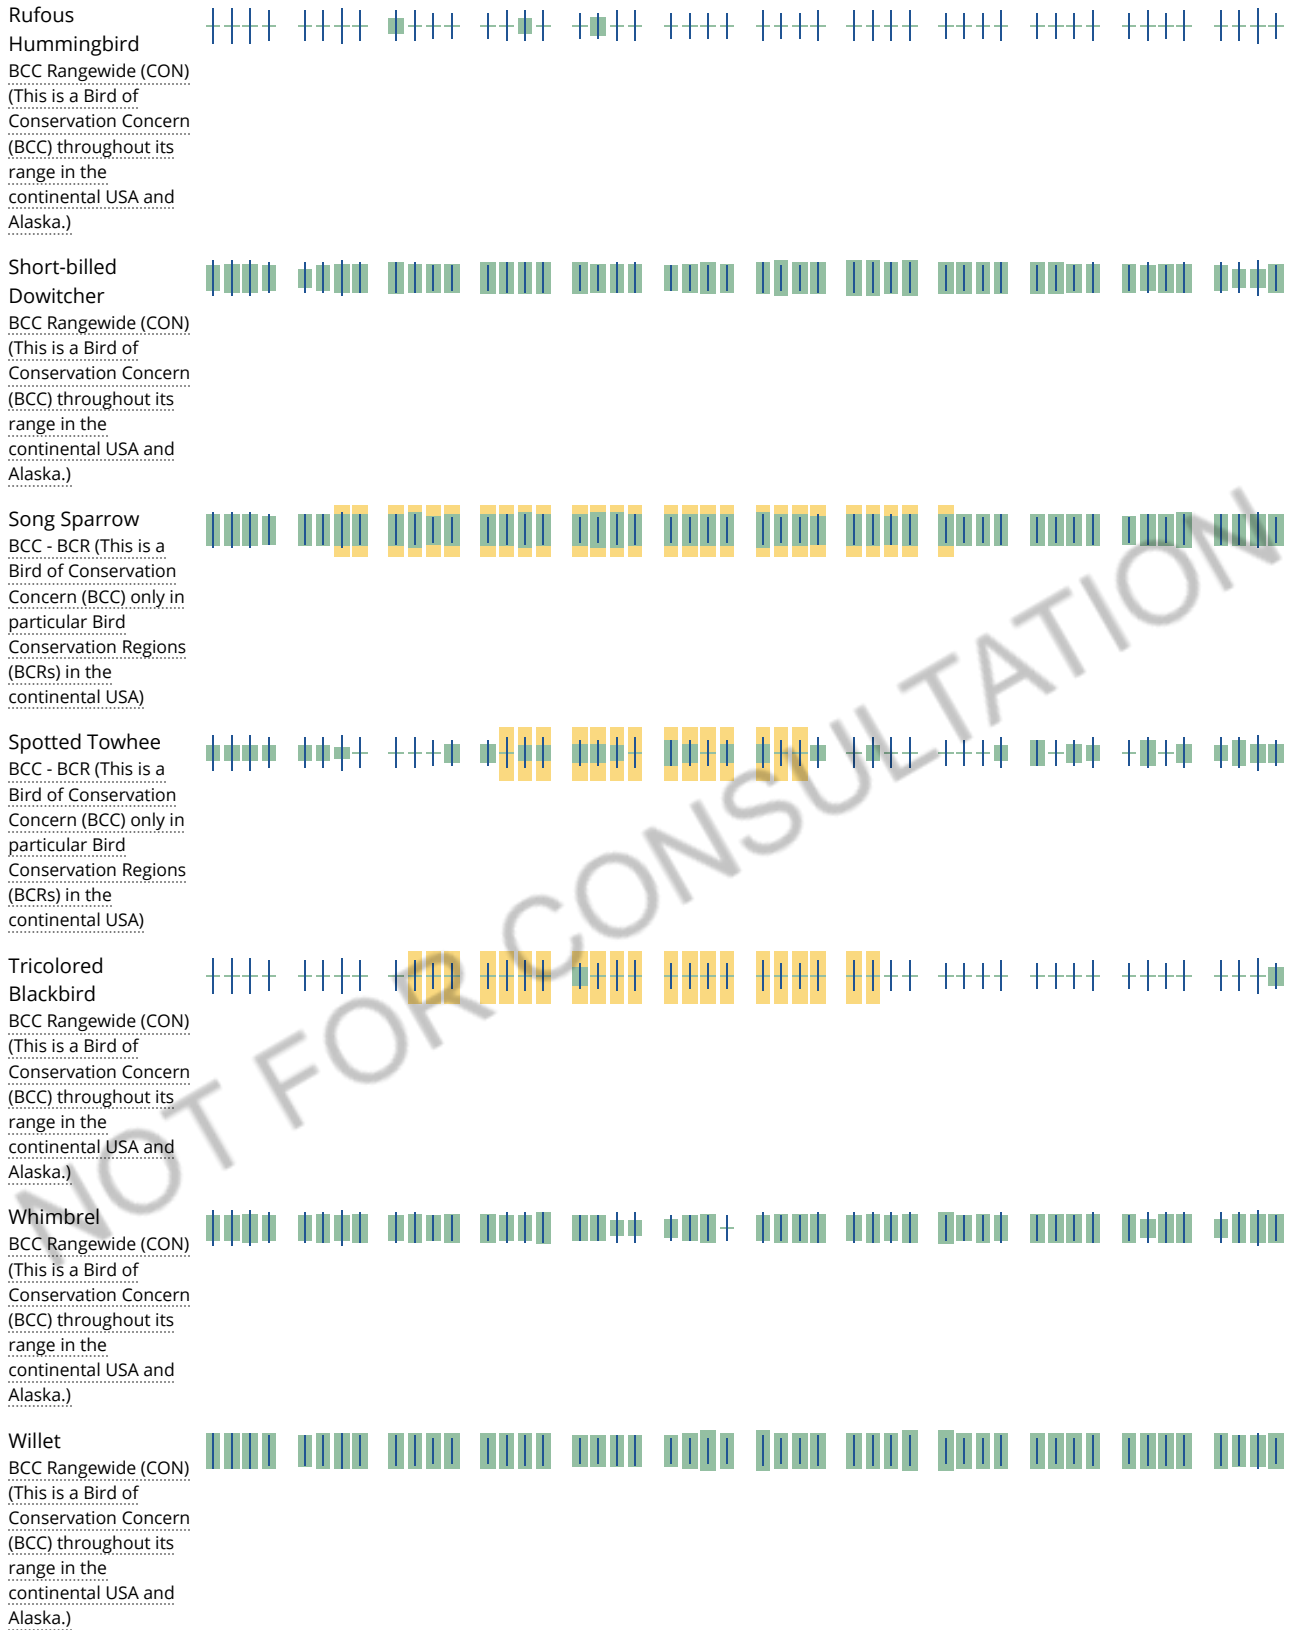 Rufous
Hummingbird
BCC Rangewide (CON)
(This is a Bird of
Conservation Concern
(BCC) throughout its
range in the
continental USA and
Alaska.)
Short-billed
Dowitcher
BCC Rangewide (CON)
(This is a Bird of
Conservation Concern
(BCC) throughout its
range in the
continental USA and
Alaska.)
Song Sparrow
BCC - BCR (This is a
Bird of Conservation
Concern (BCC) only in
particular Bird
Conservation Regions
(BCRs) in the
continental USA)
Spotted Towhee
BCC - BCR (This is a
Bird of Conservation
Concern (BCC) only in
particular Bird
Conservation Regions
(BCRs) in the
continental USA)
Tricolored
Blackbird
BCC Rangewide (CON)
(This is a Bird of
Conservation Concern
(BCC) throughout its
range in the
continental USA and
Alaska.)
Whimbrel
BCC Rangewide (CON)
(This is a Bird of
Conservation Concern
(BCC) throughout its
range in the
continental USA and
Alaska.)
Willet
BCC Rangewide (CON)
(This is a Bird of
Conservation Concern
(BCC) throughout its
range in the
continental USA and
Alaska.)
NOT FOR CONSULTATION